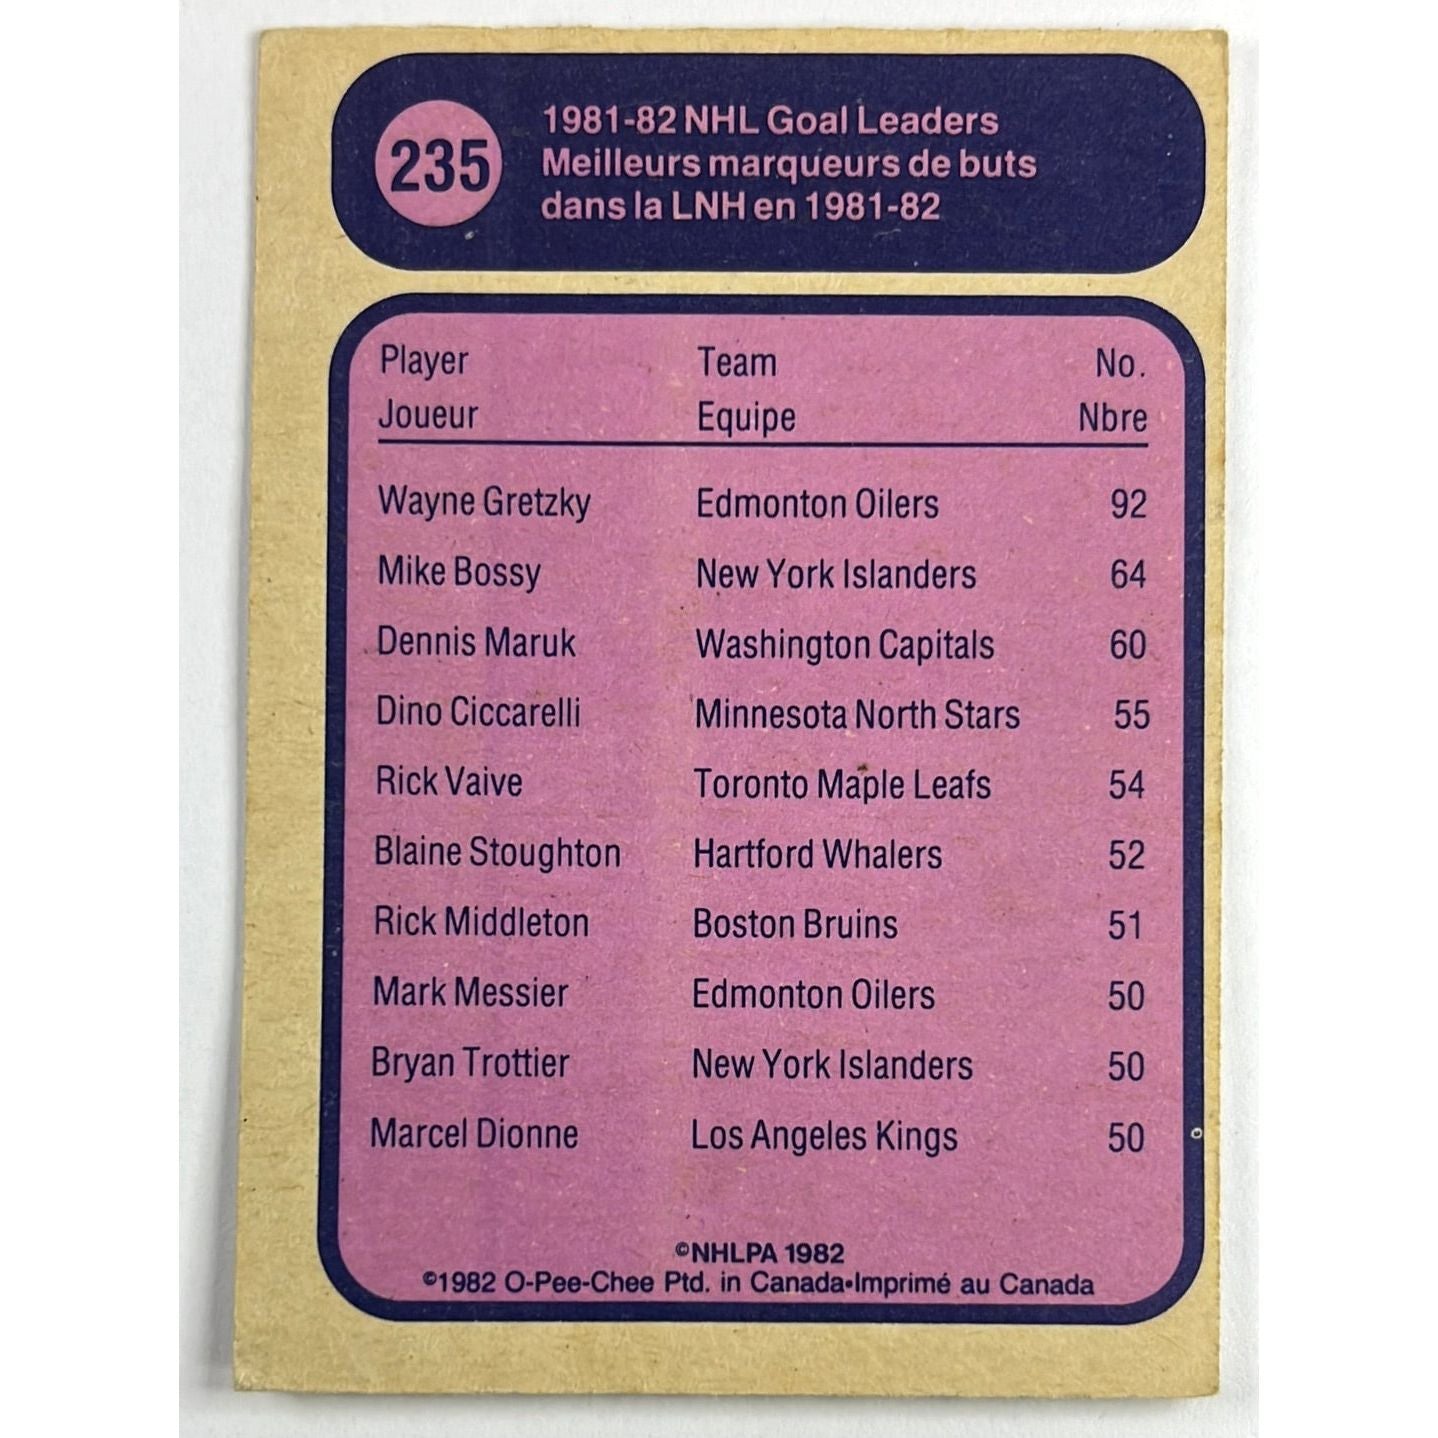 235
1981-82 NHL Goal Leaders
Meilleurs marqueurs de buts
dans la LNH en 1981-82
Player Team No.
Joueur Equipe Nbre
Wayne Gretzky Edmonton Oilers 92
Mike Bossy New York Islanders 64
Dennis Maruk Washington Capitals 60
Dino Ciccarelli Minnesota North Stars 55
Rick Vaive Toronto Maple Leafs 54
Blaine Stoughton Hartford Whalers 52
Rick Middleton Boston Bruins 51
Mark Messier Edmonton Oilers 50
Bryan Trottier New York Islanders 50
Marcel Dionne Los Angeles Kings 50
©NHLPA 1982
©1982 O-Pee-Chee Ptd. in Canada•Imprimé au Canada